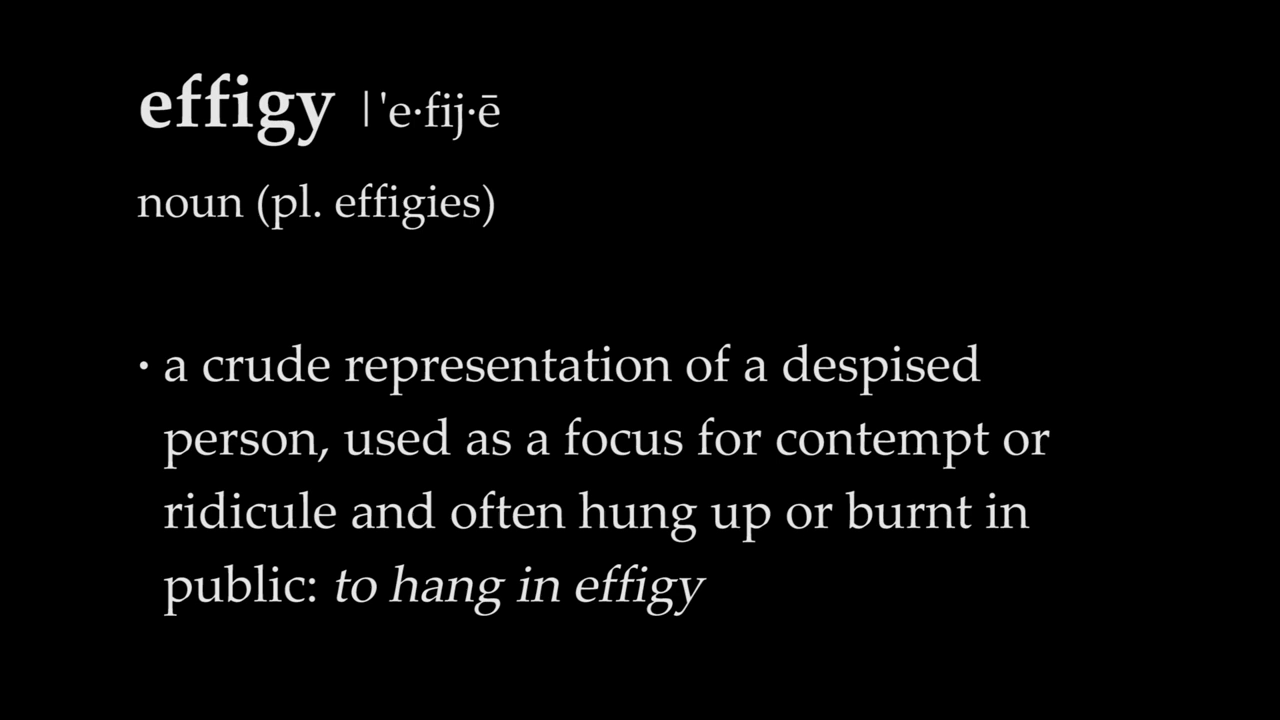 effigy |'e·fij·ē
noun (pl. effigies)
· a crude representation of a despised
person, used as a focus for contempt or
ridicule and often hung up or burnt in
public: to hang in effigy